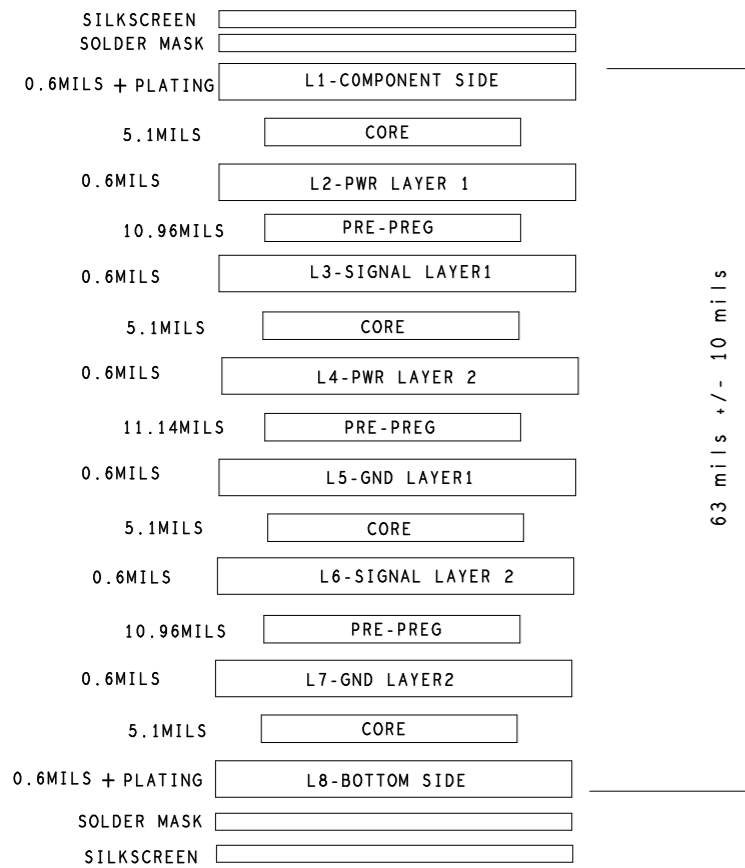 SILKSCREEN
SOLDER MASK
0.6MILS + PLATING L1-COMPONENT SIDE
5.1MILS CORE
0.6MILS L2-PWR LAYER 1
10.96MILS PRE-PREG
0.6MILS L3-SIGNAL LAYER1
5.1MILS CORE
0.6MILS L4-PWR LAYER 2
11.14MILS PRE-PREG
0.6MILS L5-GND LAYER1
5.1MILS CORE
0.6MILS L6-SIGNAL LAYER 2
10.96MILS PRE-PREG
0.6MILS L7-GND LAYER2
5.1MILS CORE
0.6MILS + PLATING L8-BOTTOM SIDE
SOLDER MASK
SILKSCREEN
63 mils +/- 10 mils